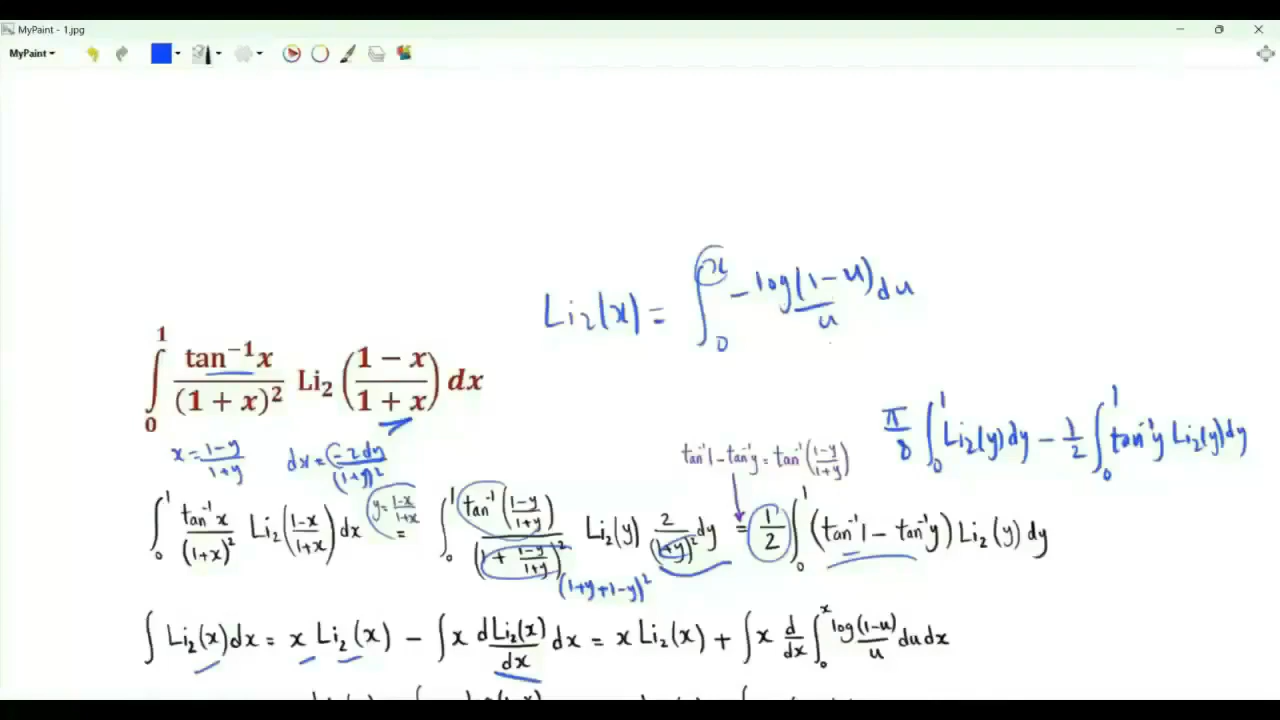 MyPaint - 1.jpg
MyPaint
Li₂(x) = ∫₀ˣ -log(1-u)/u du
∫₀¹ tan⁻¹x/(1 + x)² Li₂((1 − x)/(1 + x)) dx
π/8 ∫₀¹ Li₂(y)dy - 1/2 ∫₀¹ tan⁻¹y Li₂(y)dy
x = (1-y)/(1+y) dx = -2dy/(1+y)² tan⁻¹1 - tan⁻¹y = tan⁻¹((1-y)/(1+y))
∫₀¹ tan⁻¹x/(1+x)² Li₂((1-x)/(1+x))dx y=(1-x)/(1+x) = ∫₀¹ tan⁻¹((1-y)/(1+y))/(1 + (1-y)/(1+y))² Li₂(y) 2/(1+y)² dy = 1/2 ∫₀¹ (tan⁻¹1 - tan⁻¹y) Li₂(y) dy
(1+y+1-y)²
∫ Li₂(x)dx = x Li₂(x) - ∫ x dLi₂(x)/dx dx = x Li₂(x) + ∫ x d/dx ∫₀ˣ log(1-u)/u du dx